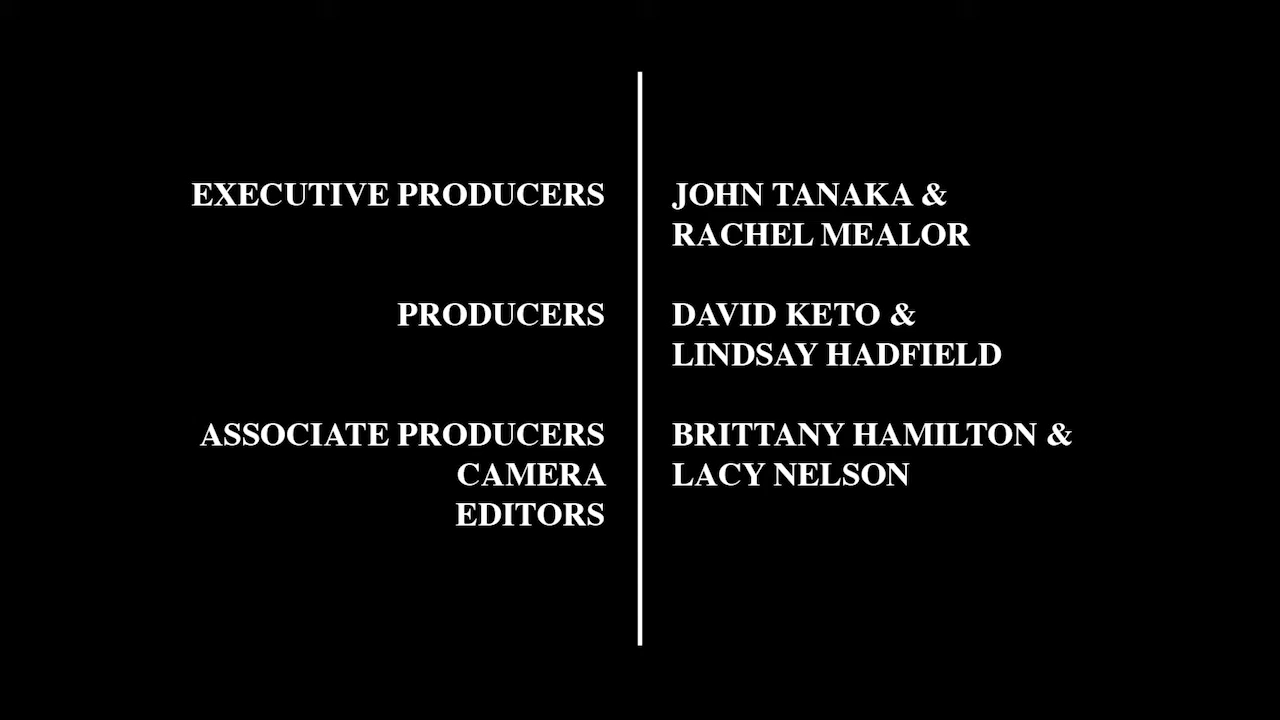 EXECUTIVE PRODUCERS JOHN TANAKA &
RACHEL MEALOR
PRODUCERS DAVID KETO &
LINDSAY HADFIELD
ASSOCIATE PRODUCERS BRITTANY HAMILTON &
CAMERA LACY NELSON
EDITORS